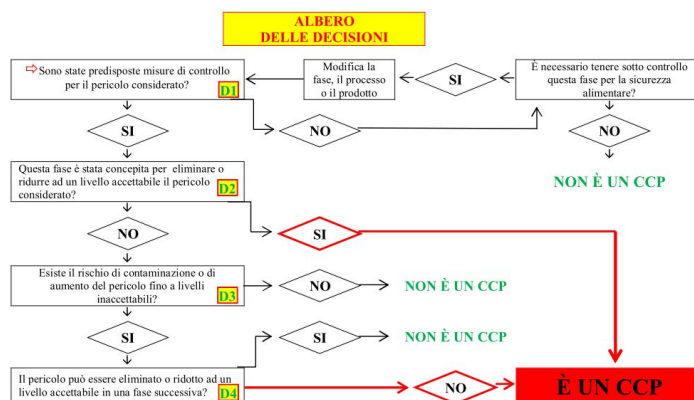 ALBERO
DELLE DECISIONI
⇨Sono state predisposte misure di controllo
per il pericolo considerato?
D1
Modifica la
fase, il processo
o il prodotto
SI
È necessario tenere sotto controllo
questa fase per la sicurezza
alimentare?
SI
NO
NO
NON È UN CCP
Questa fase è stata concepita per eliminare o
ridurre ad un livello accettabile il pericolo
considerato?
D2
NO
SI
Esiste il rischio di contaminazione o di
aumento del pericolo fino a livelli
inaccettabili?
D3
NO
NON È UN CCP
SI
SI
NON È UN CCP
Il pericolo può essere eliminato o ridotto ad un
livello accettabile in una fase successiva?
D4
NO
È UN CCP